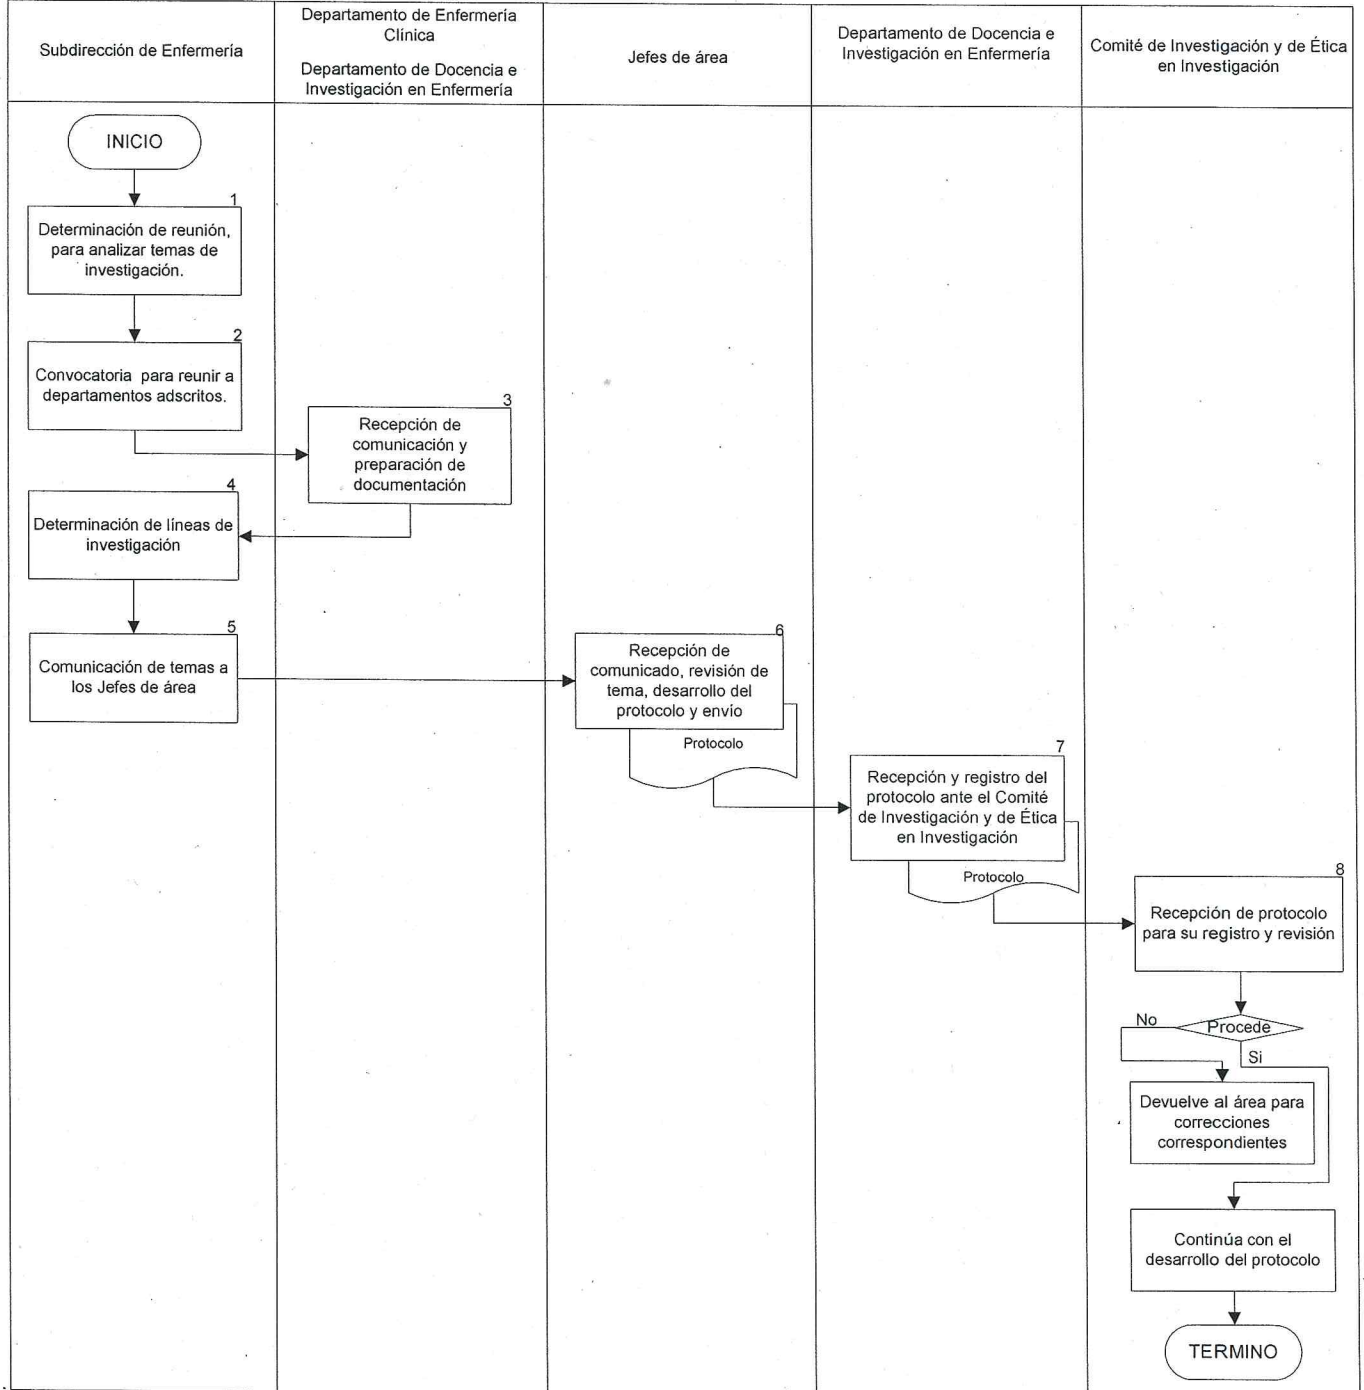 Subdirección de Enfermería
Departamento de Enfermería
Clínica
Departamento de Docencia e
Investigación en Enfermería
Jefes de área
Departamento de Docencia e
Investigación en Enfermería
Comité de Investigación y de Ética
en Investigación
INICIO
1
Determinación de reunión,
para analizar temas de
investigación.
2
Convocatoria para reunir a
departamentos adscritos.
3
Recepción de
comunicación y
preparación de
documentación
4
Determinación de líneas de
investigación
5
Comunicación de temas a
los Jefes de área
6
Recepción de
comunicado, revisión de
tema, desarrollo del
protocolo y envío
Protocolo
7
Recepción y registro del
protocolo ante el Comité
de Investigación y de Ética
en Investigación
Protocolo
8
Recepción de protocolo
para su registro y revisión
Procede
No
Si
Devuelve al área para
correcciones
correspondientes
Continúa con el
desarrollo del protocolo
TERMINO